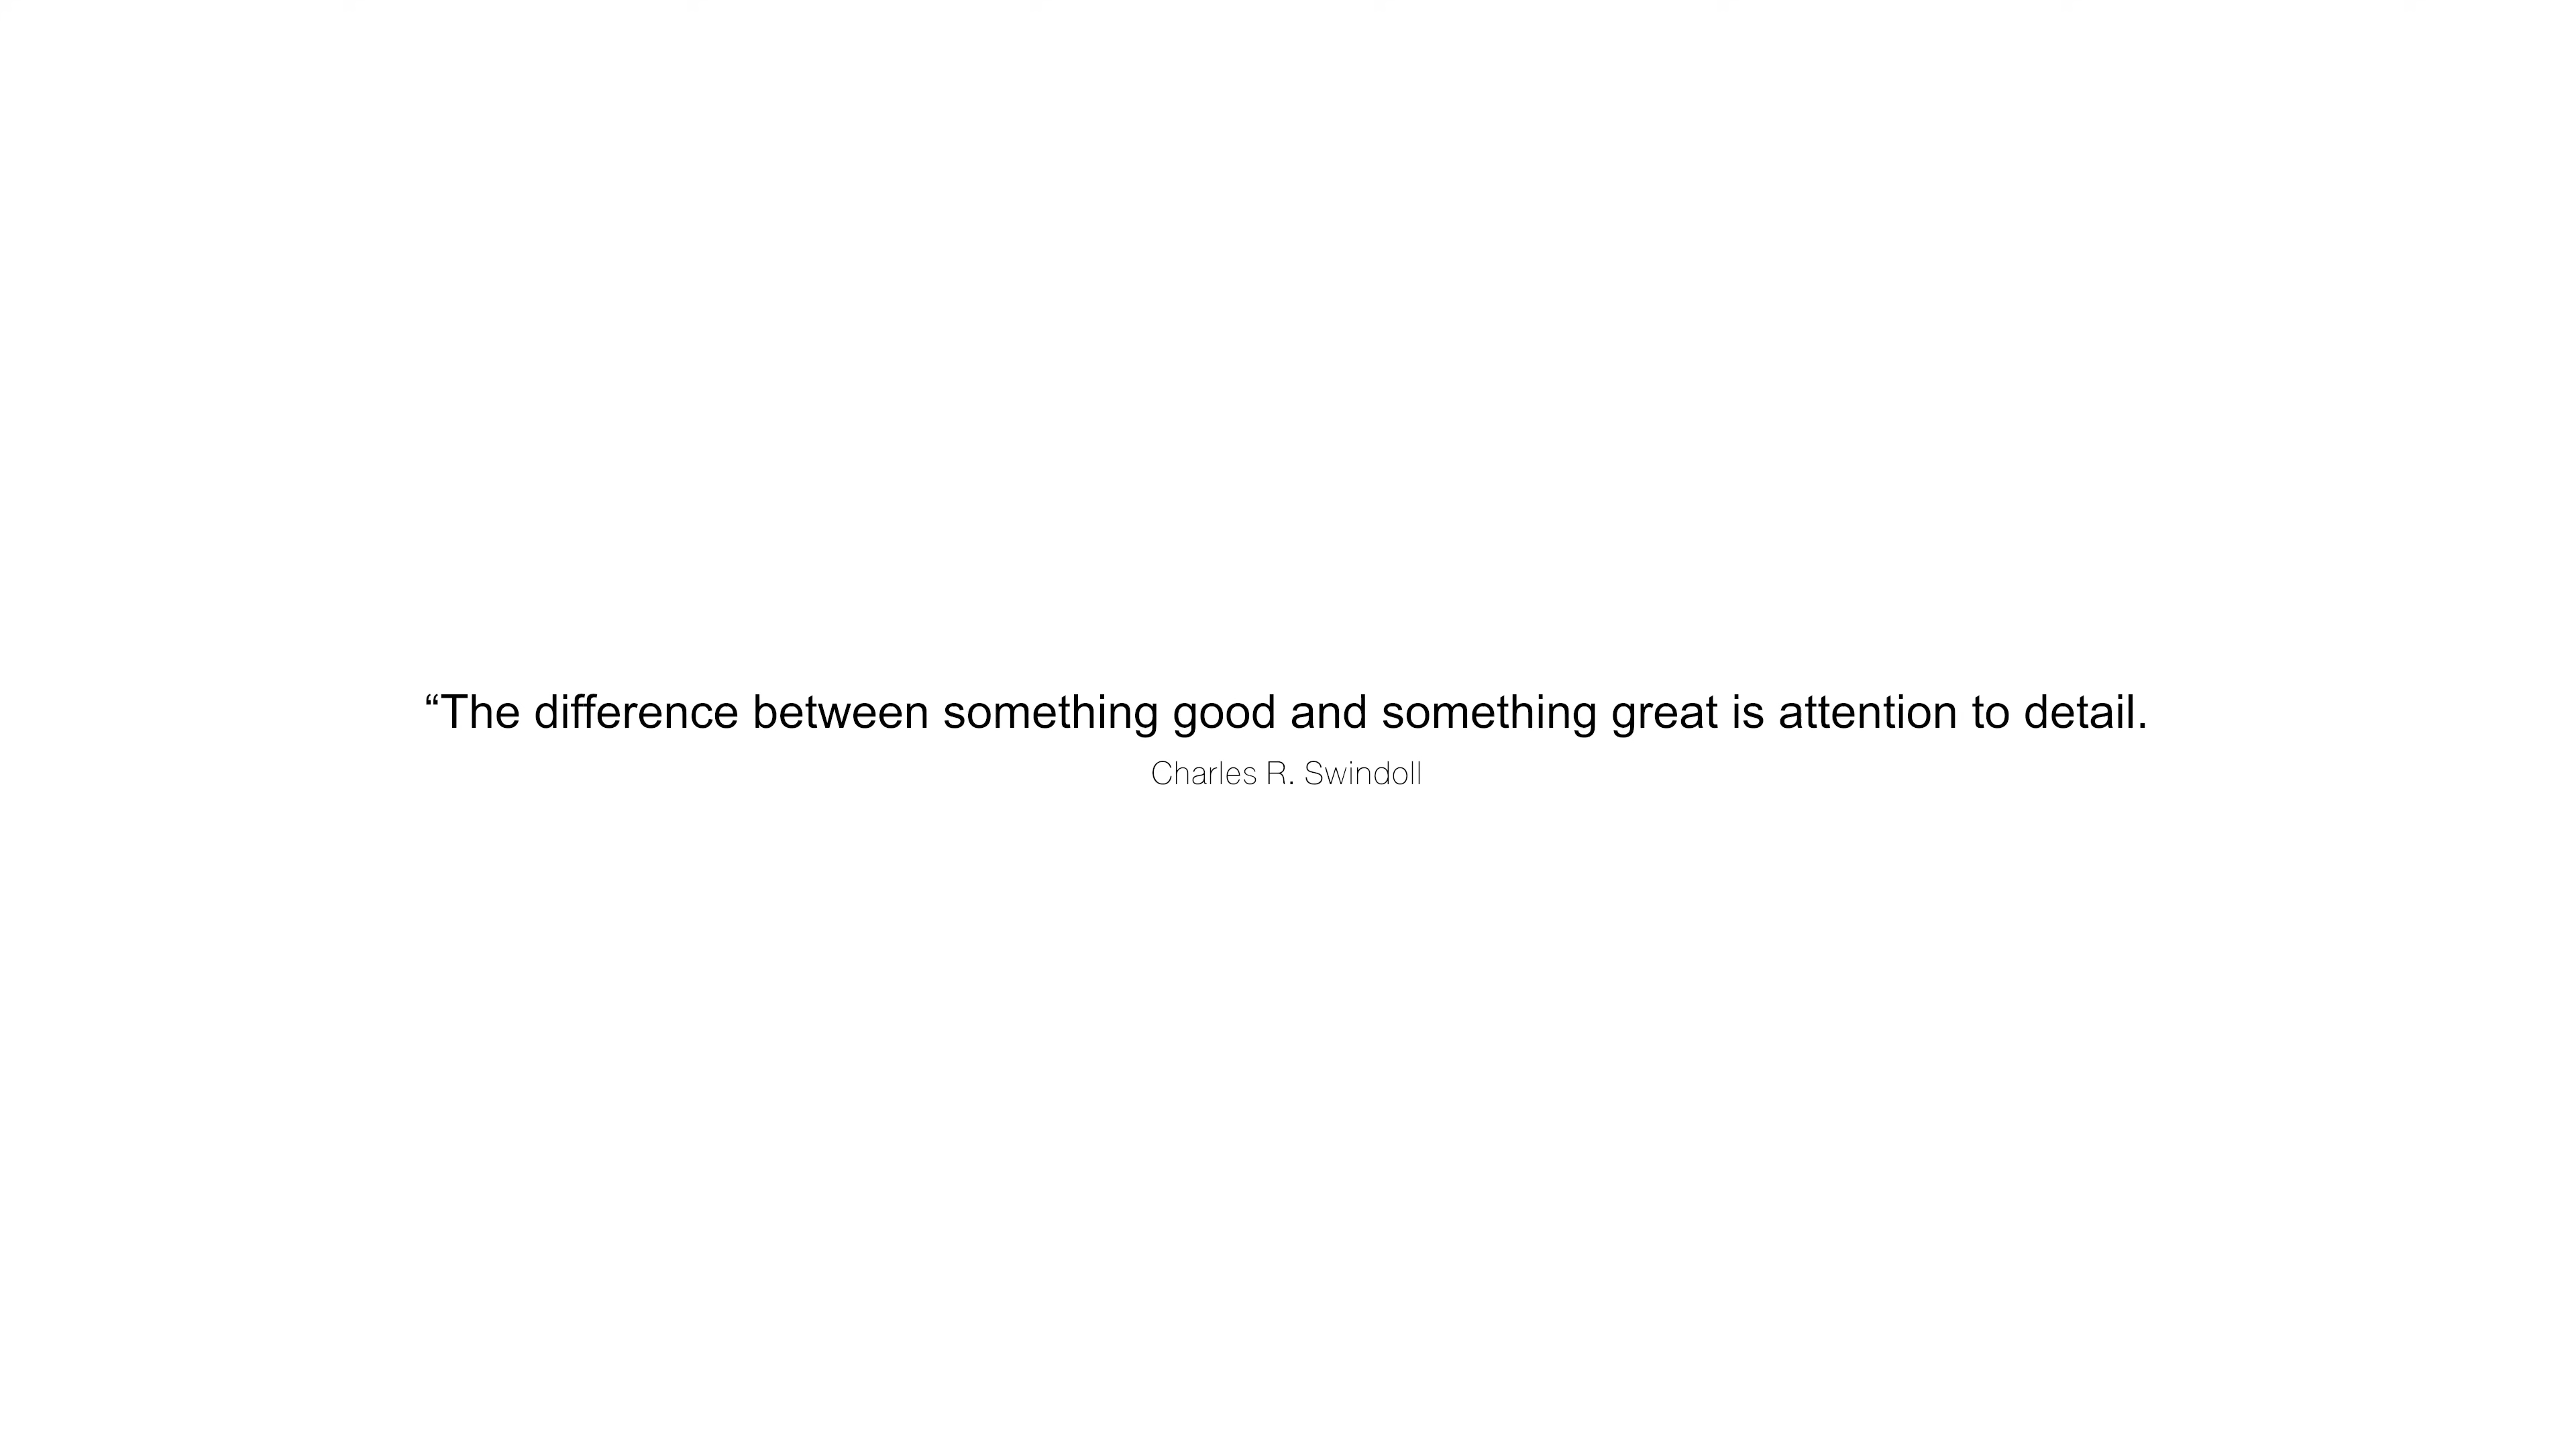 “The difference between something good and something great is attention to detail.
Charles R. Swindoll